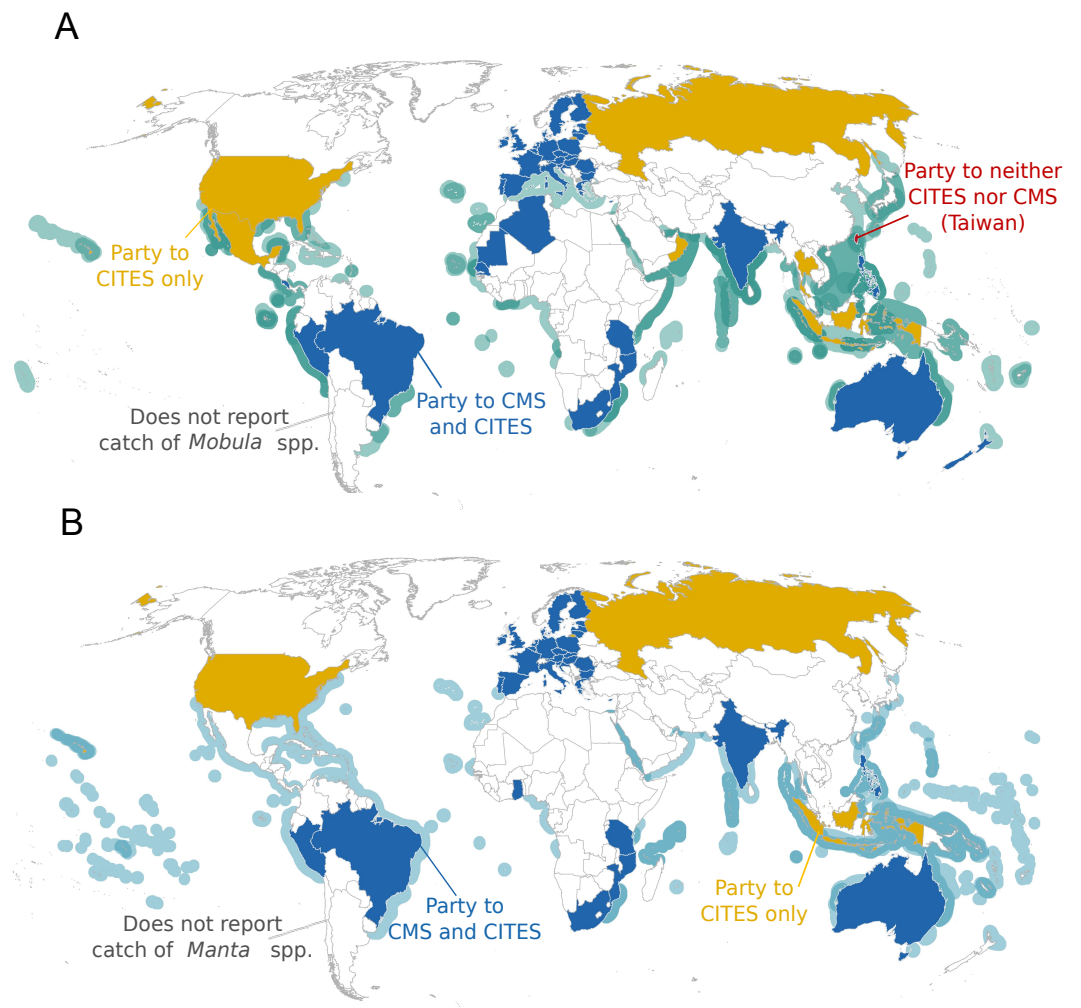 A
Party to neither
CITES nor CMS
(Taiwan)
Party to
CITES only
Does not report
catch of Mobula spp.
Party to CMS
and CITES
B
Party to
CITES only
Party to
CMS and CITES
Does not report
catch of Manta spp.